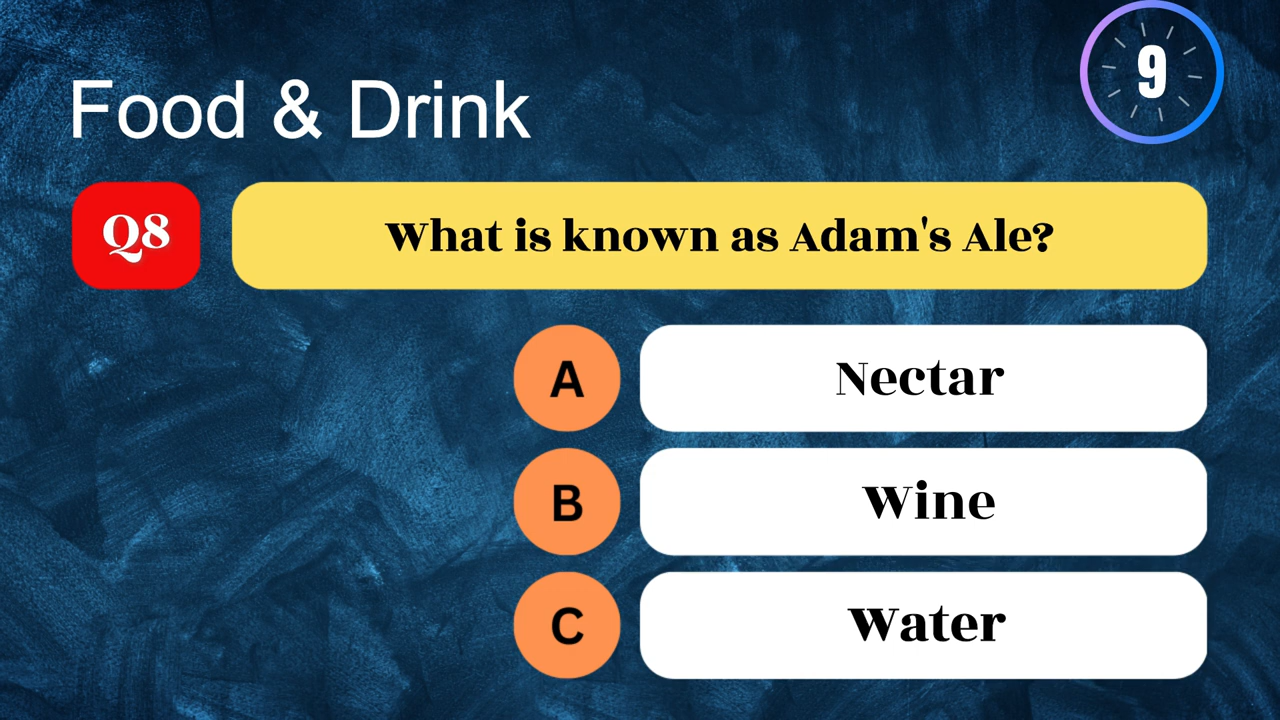 Food & Drink
9
Q8
What is known as Adam's Ale?
A
Nectar
B
Wine
C
Water